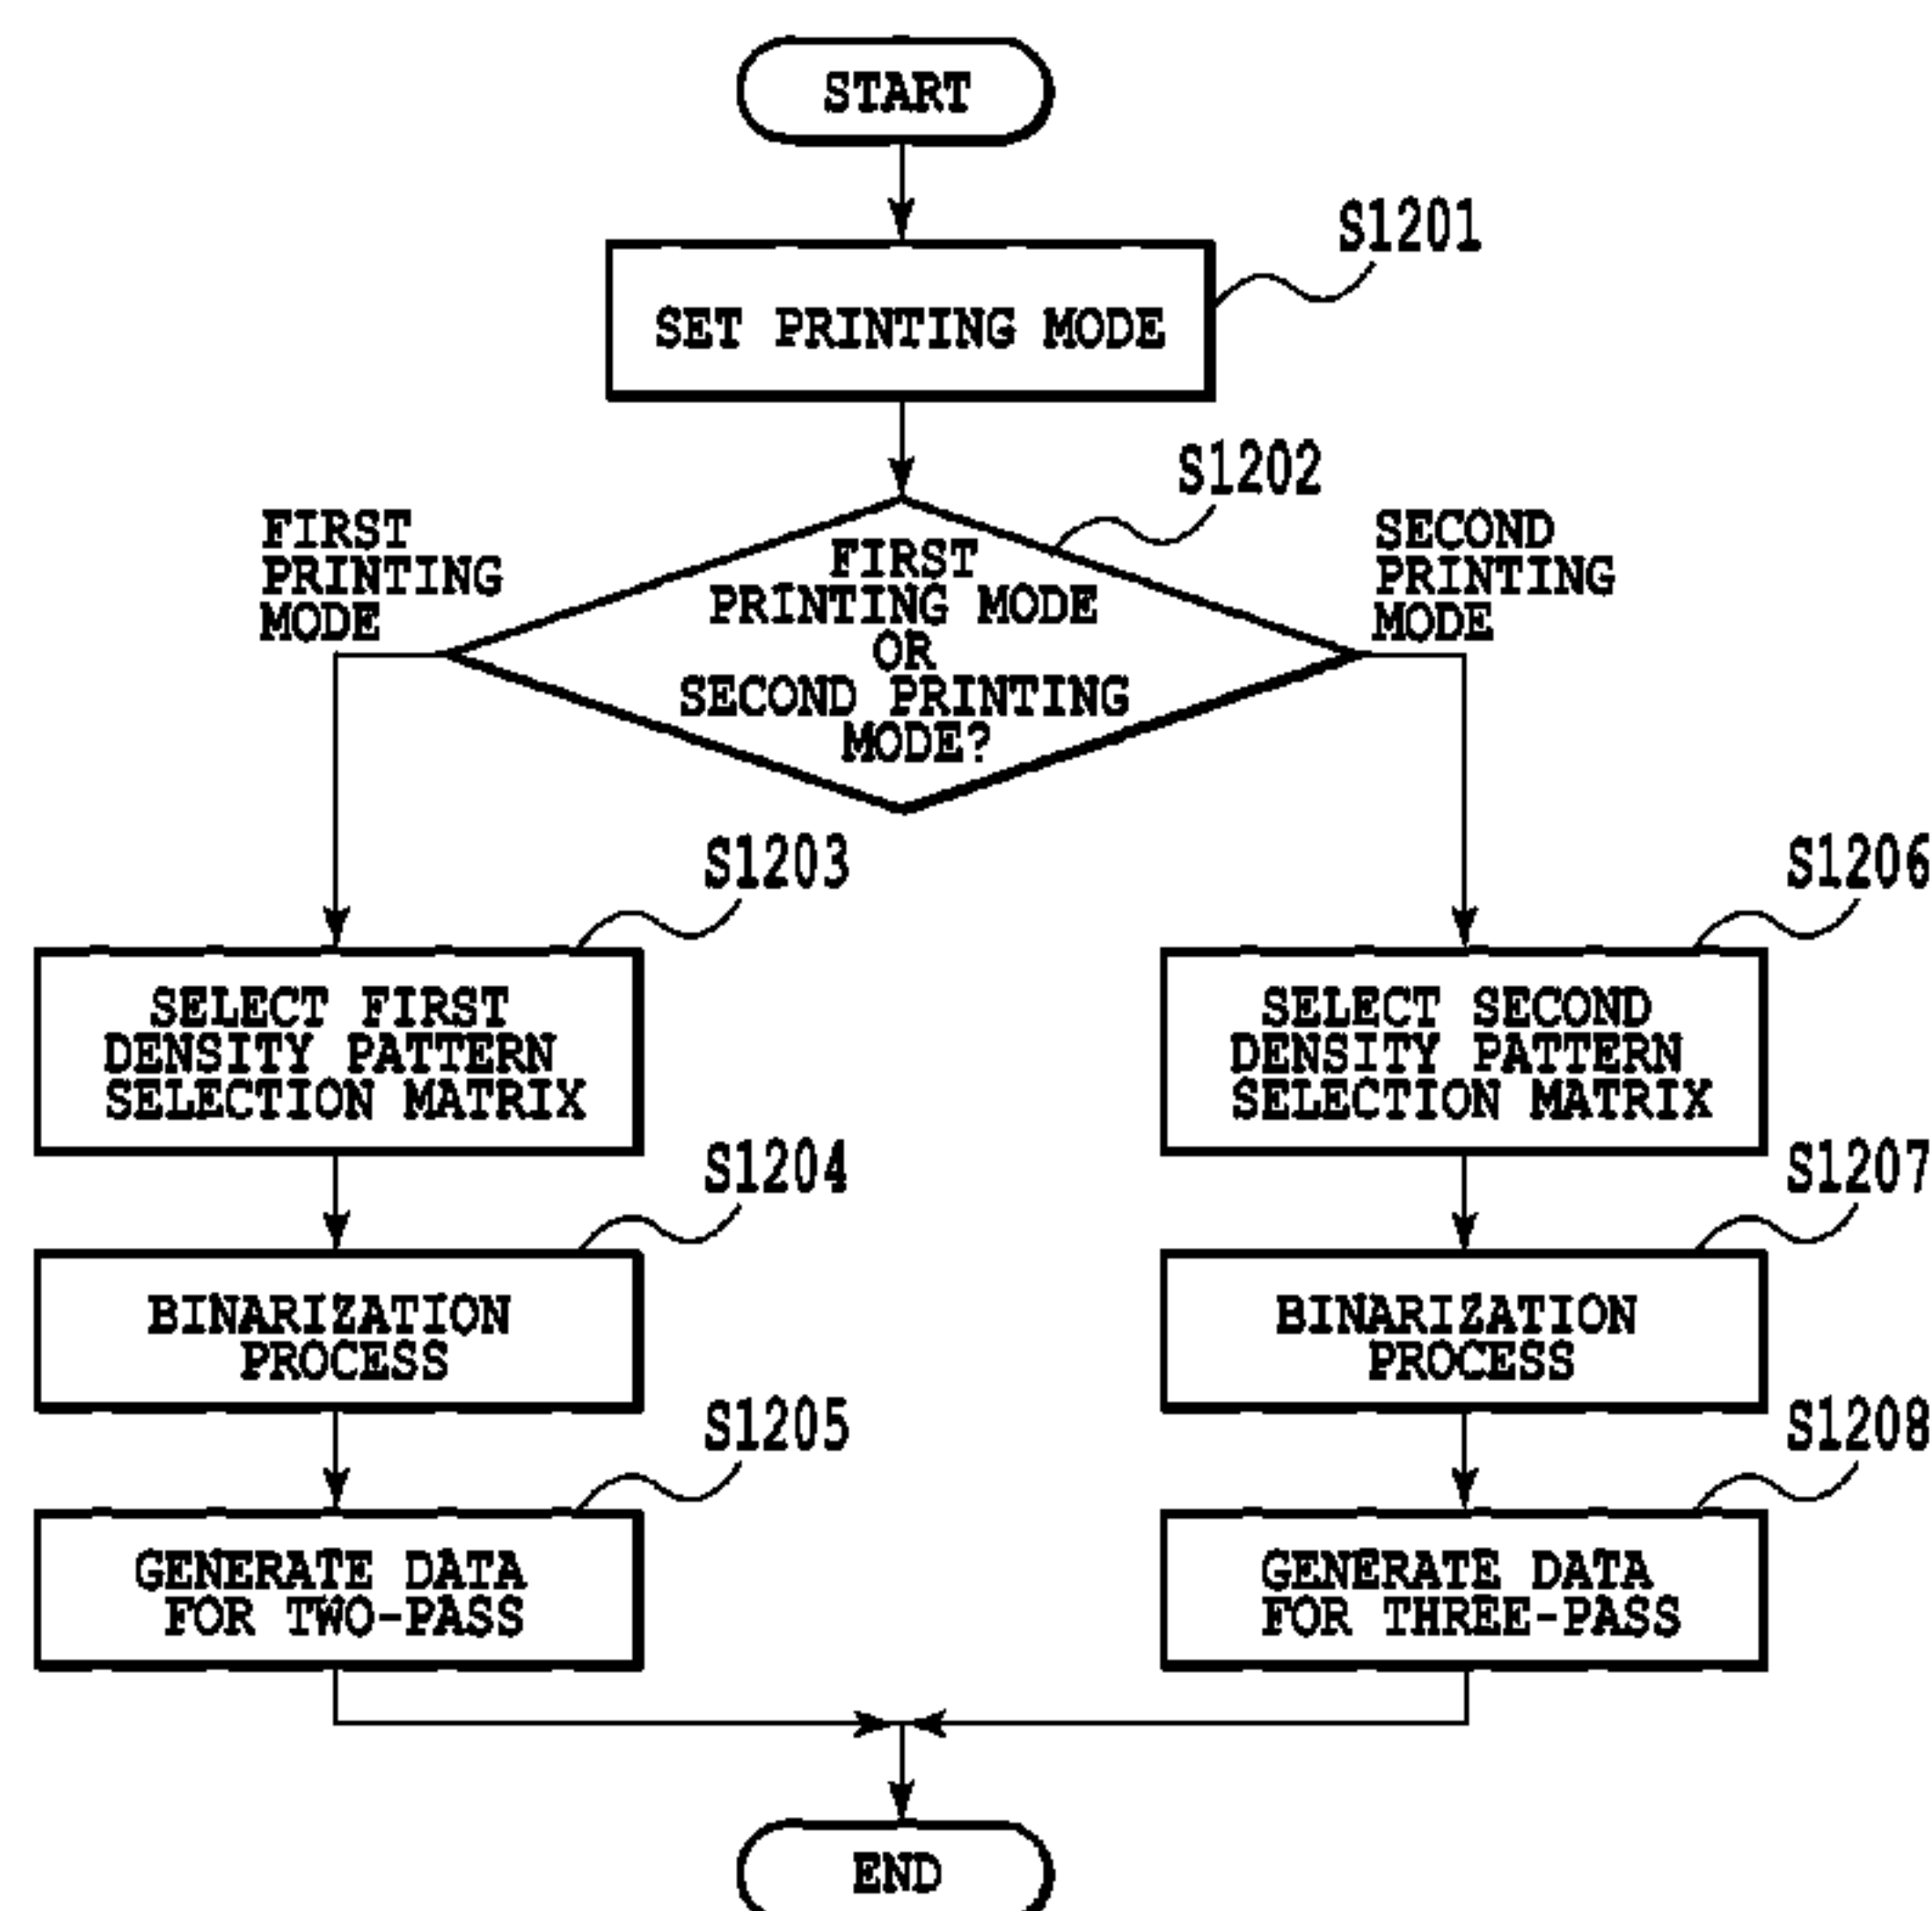 START
S1201
SET PRINTING MODE
S1202
FIRST
PRINTING
MODE
FIRST
PRINTING MODE
OR
SECOND PRINTING
MODE?
SECOND
PRINTING
MODE
S1203
SELECT FIRST
DENSITY PATTERN
SELECTION MATRIX
S1204
BINARIZATION
PROCESS
S1205
GENERATE DATA
FOR TWO-PASS
S1206
SELECT SECOND
DENSITY PATTERN
SELECTION MATRIX
S1207
BINARIZATION
PROCESS
S1208
GENERATE DATA
FOR THREE-PASS
END